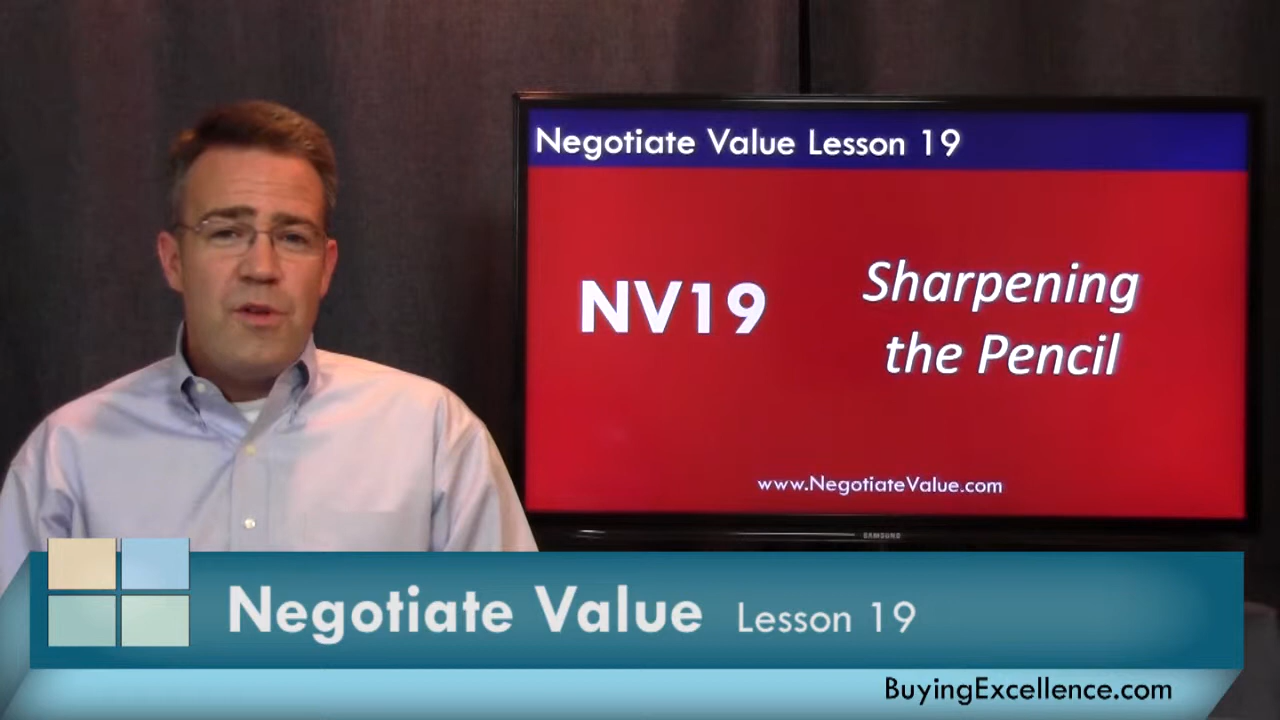 Negotiate Value Lesson 19
NV19
Sharpening
the Pencil
www.NegotiateValue.com
SAMSUNG
Negotiate Value Lesson 19
BuyingExcellence.com